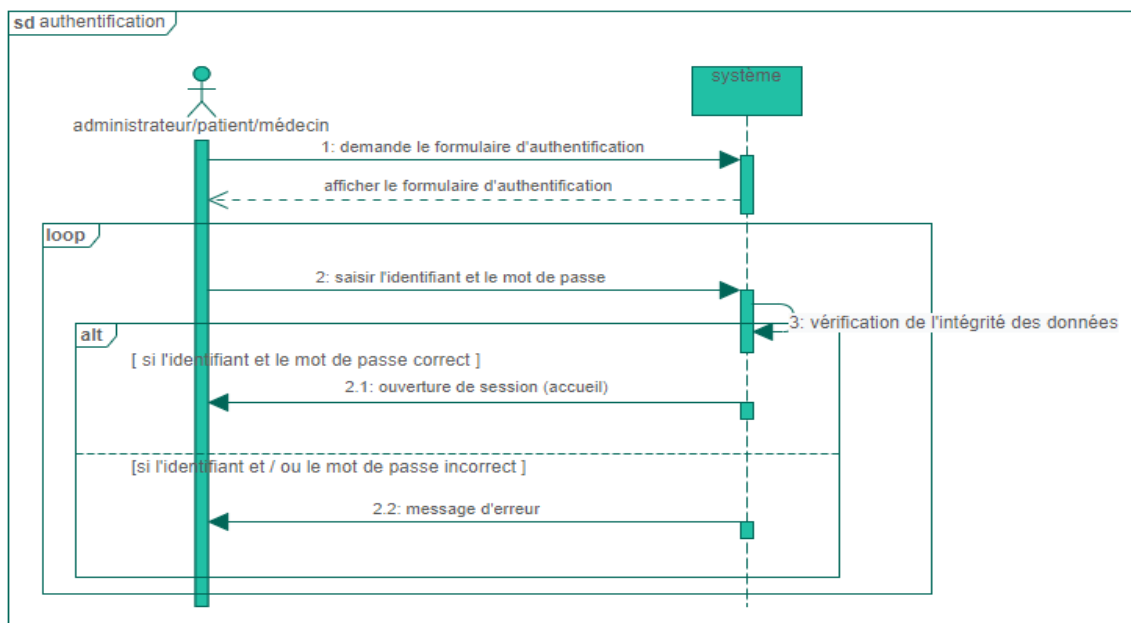 sd authentification
système
administrateur/patient/médecin
1: demande le formulaire d'authentification
afficher le formulaire d'authentification
loop
2: saisir l'identifiant et le mot de passe
3: vérification de l'intégrité des données
alt
[ si l'identifiant et le mot de passe correct ]
2.1: ouverture de session (accueil)
[si l'identifiant et / ou le mot de passe incorrect ]
2.2: message d'erreur